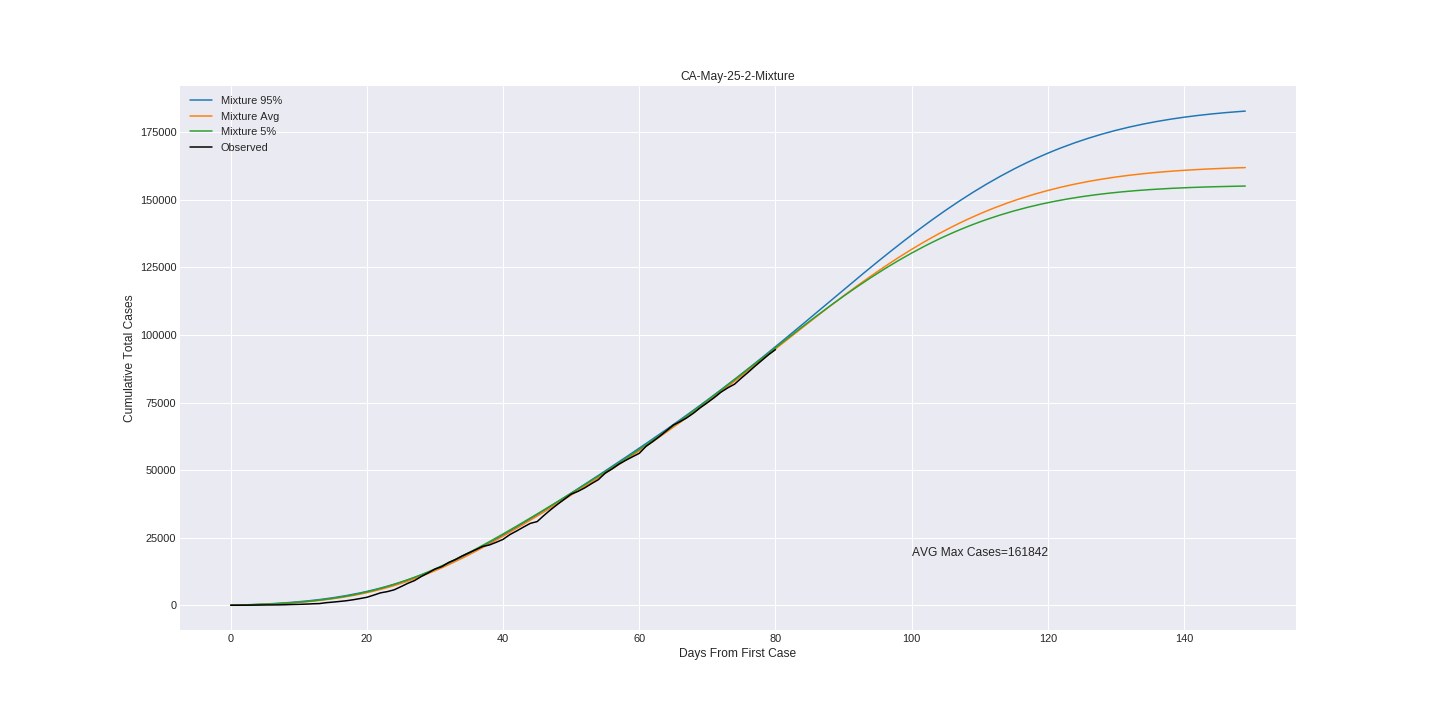 CA-May-25-2-Mixture
Mixture 95%
Mixture Avg
Mixture 5%
Observed
175000
150000
125000
100000
75000
50000
25000
0
Cumulative Total Cases
AVG Max Cases=161842
0 20 40 60 80 100 120 140
Days From First Case